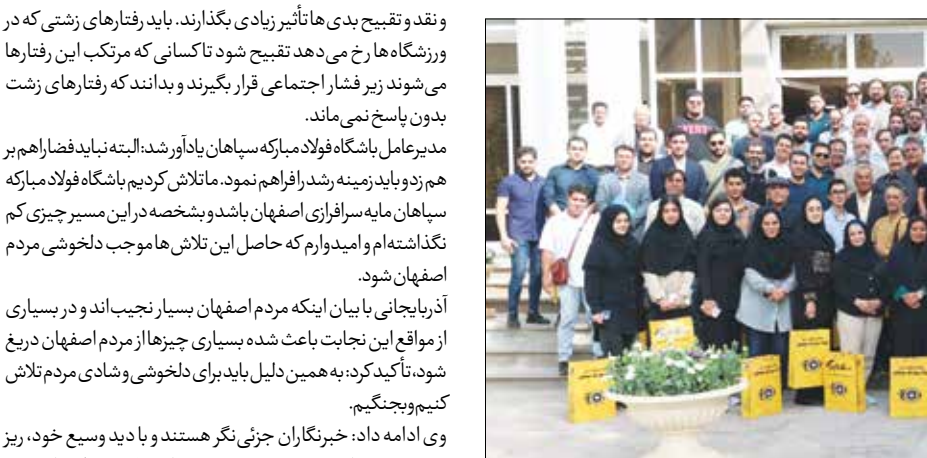 و نقد و تقبیح بدی‌ها تأثیر زیادی بگذارند. باید رفتارهای زشتی که در
ورزشگاه‌ها رخ می‌دهد تقبیح شود تا کسانی که مرتکب این رفتارها
می‌شوند زیر فشار اجتماعی قرار بگیرند و بدانند که رفتارهای زشت
بدون پاسخ نمی‌ماند.
مدیرعامل باشگاه فولاد مبارکه سپاهان یادآور شد: البته نباید فضا را هم بر
هم زد و باید زمینه رشد را فراهم نمود. ما تلاش کردیم باشگاه فولاد مبارکه
سپاهان مایه سرافرازی اصفهان باشد و بشخصه در این مسیر چیزی کم
نگذاشته‌ام و امیدوارم که حاصل این تلاش‌ها موجب دلخوشی مردم
اصفهان شود.
آذربایجانی با بیان اینکه مردم اصفهان بسیار نجیب‌اند و در بسیاری
از مواقع این نجابت باعث شده بسیاری چیزها از مردم اصفهان دریغ
شود، تأکید کرد: به همین دلیل باید برای دلخوشی و شادی مردم تلاش
کنیم و بجنگیم.
وی ادامه داد: خبرنگاران جزئی‌نگر هستند و با دید وسیع خود، ریز